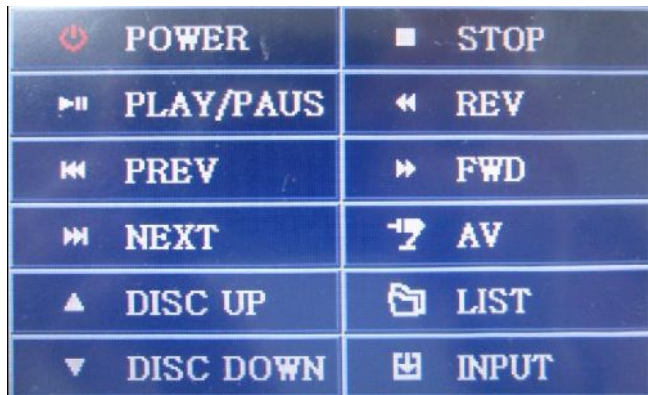 POWER
STOP
PLAY/PAUS
REV
PREV
FWD
NEXT
AV
DISC UP
LIST
DISC DOWN
INPUT